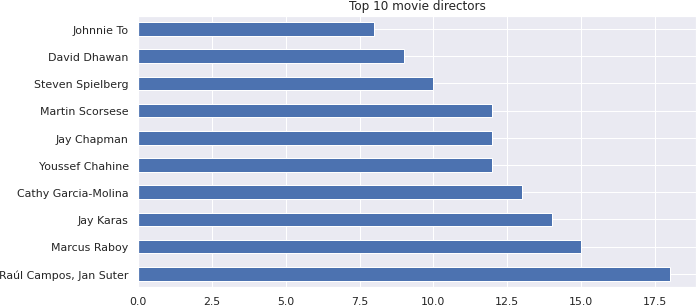 Top 10 movie directors
Johnnie To
David Dhawan
Steven Spielberg
Martin Scorsese
Jay Chapman
Youssef Chahine
Cathy Garcia-Molina
Jay Karas
Marcus Raboy
Raúl Campos, Jan Suter
0.0 2.5 5.0 7.5 10.0 12.5 15.0 17.5